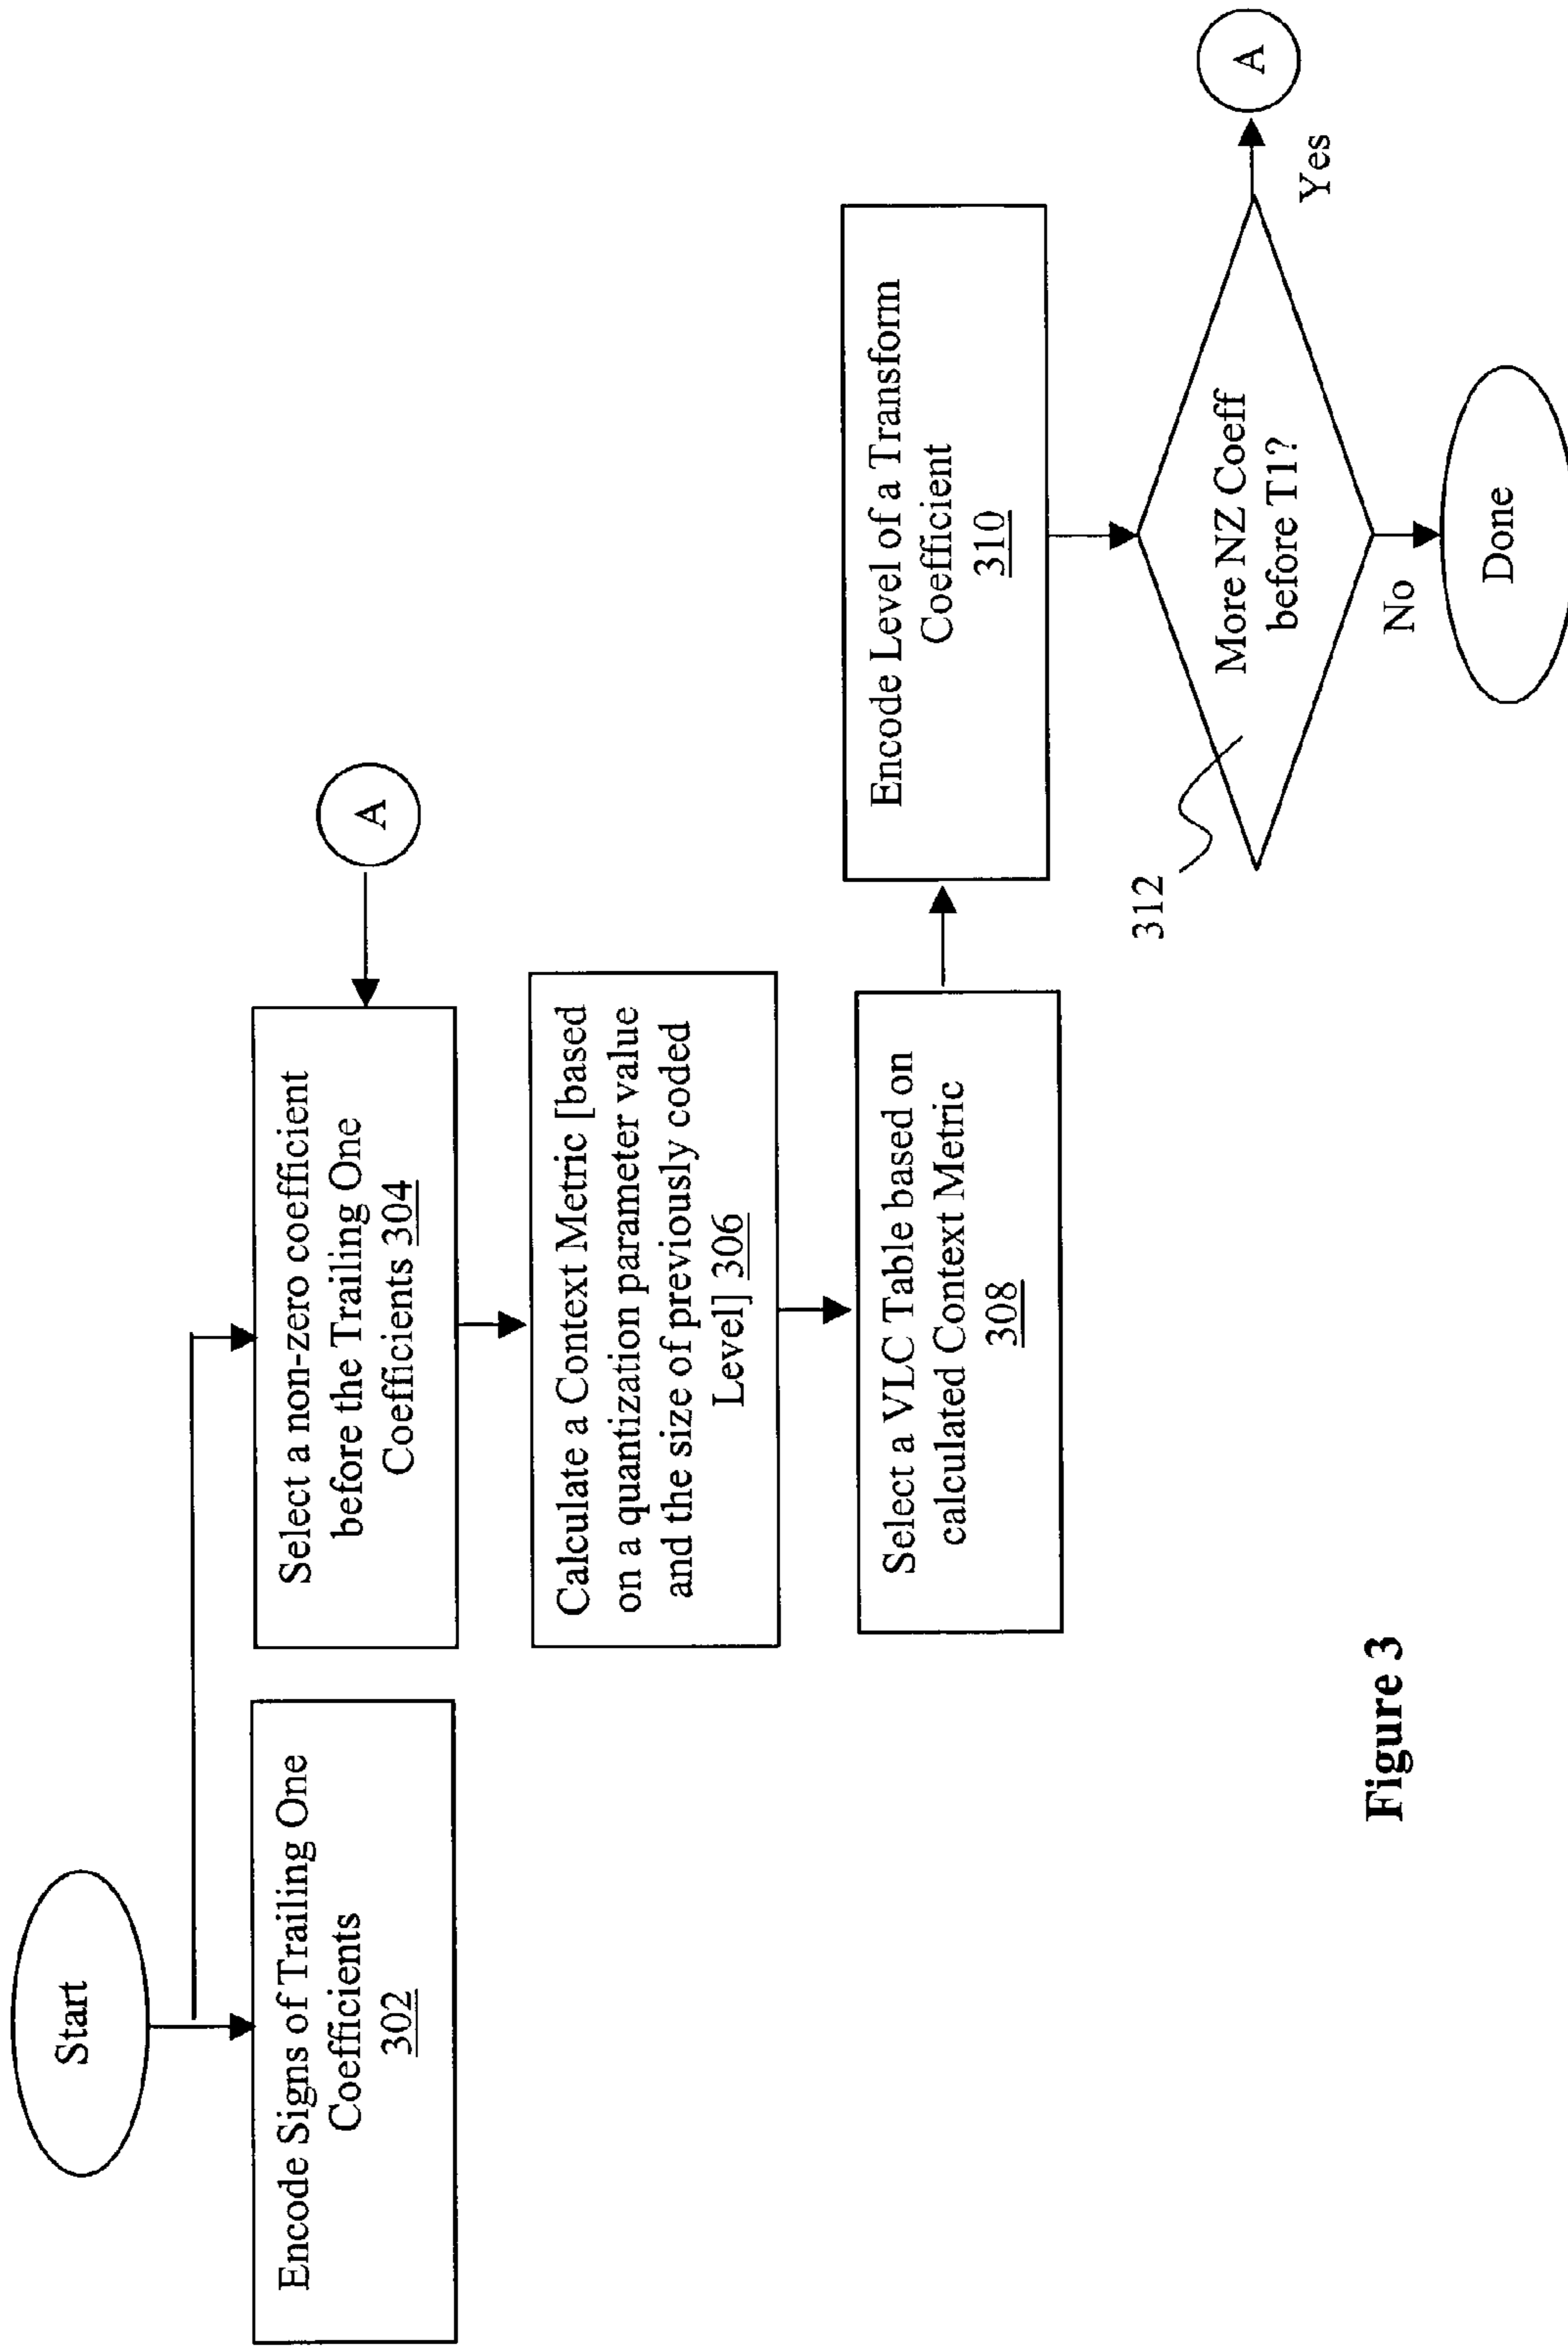 Start
Encode Signs of Trailing One
Coefficients
302
Select a non-zero coefficient
before the Trailing One
Coefficients 304
A
Calculate a Context Metric [based
on a quantization parameter value
and the size of previously coded
Level] 306
Select a VLC Table based on
calculated Context Metric
308
Encode Level of a Transform
Coefficient
310
312
More NZ Coeff
before T1?
Yes
A
No
Done
Figure 3